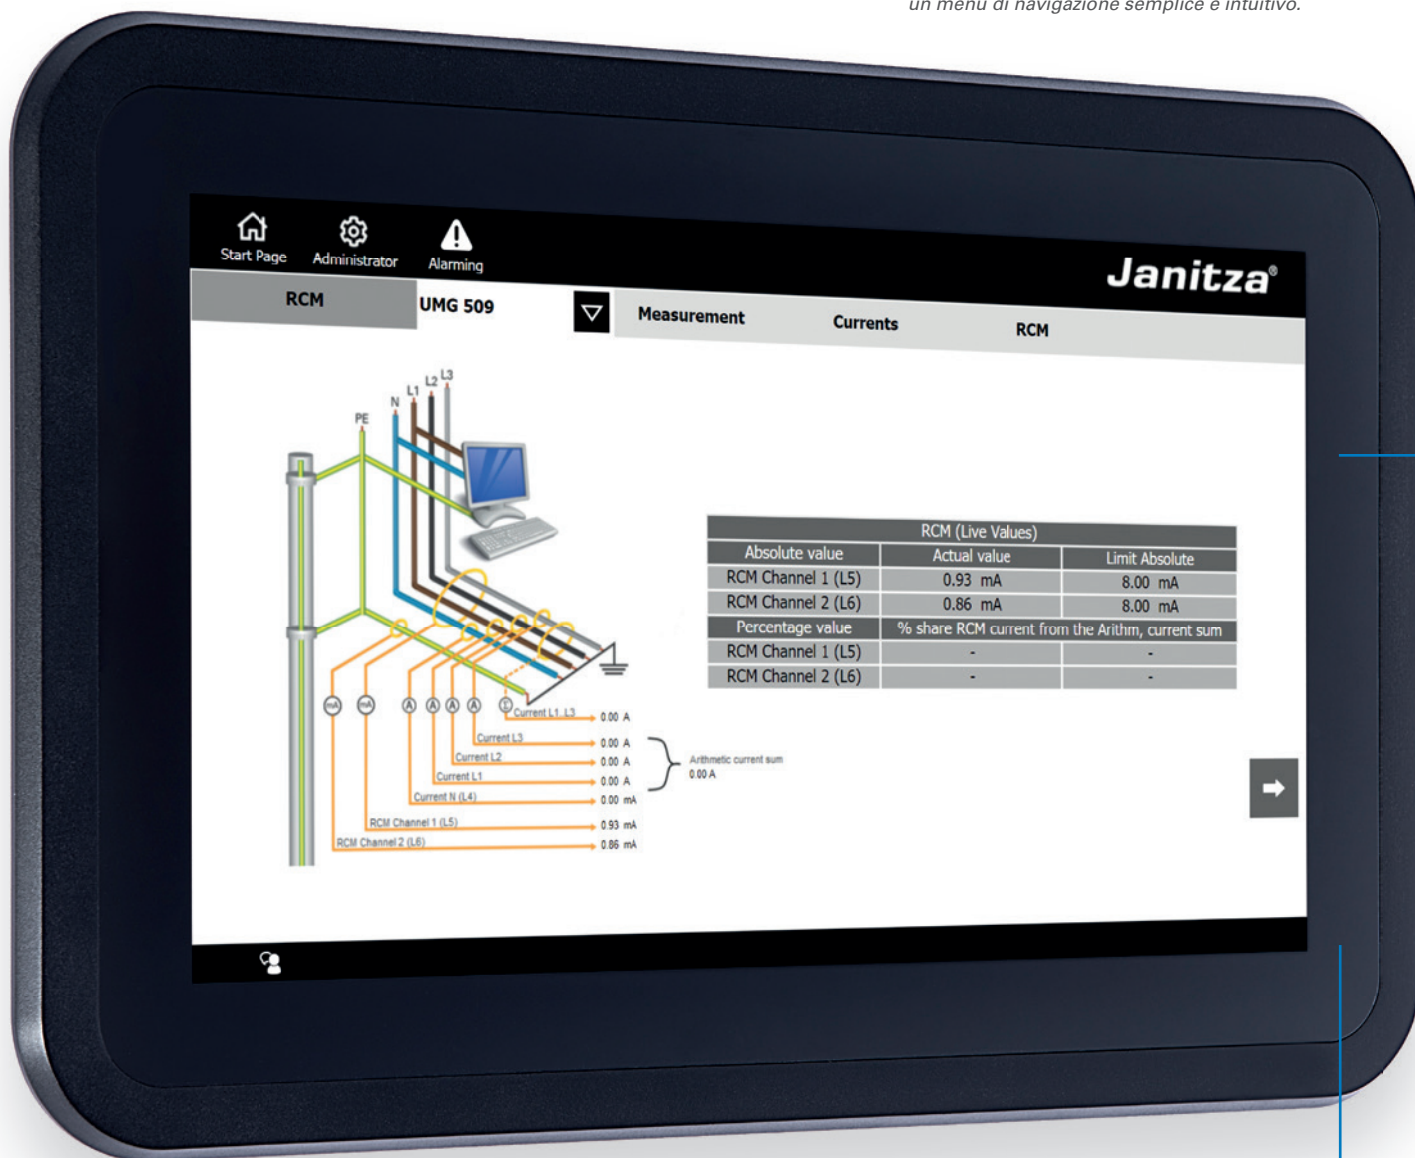 un menu di navigazione semplice e intuitivo.
Start Page
Administrator
Alarming
Janitza®
RCM
UMG 509
Measurement
Currents
RCM
L3
L2
L1
N
PE
RCM (Live Values)
Absolute value Actual value Limit Absolute
RCM Channel 1 (L5) 0.93 mA 8.00 mA
RCM Channel 2 (L6) 0.86 mA 8.00 mA
Percentage value % share RCM current from the Arithm, current sum
RCM Channel 1 (L5) - -
RCM Channel 2 (L6) - -
mA mA A A A A Σ
Current L1..L3 0.00 A
Current L3 0.00 A
Current L2 0.00 A
Current L1 0.00 A
Arithmetic current sum
0.00 A
Current N (L4) 0.00 mA
RCM Channel 1 (L5) 0.93 mA
RCM Channel 2 (L6) 0.86 mA